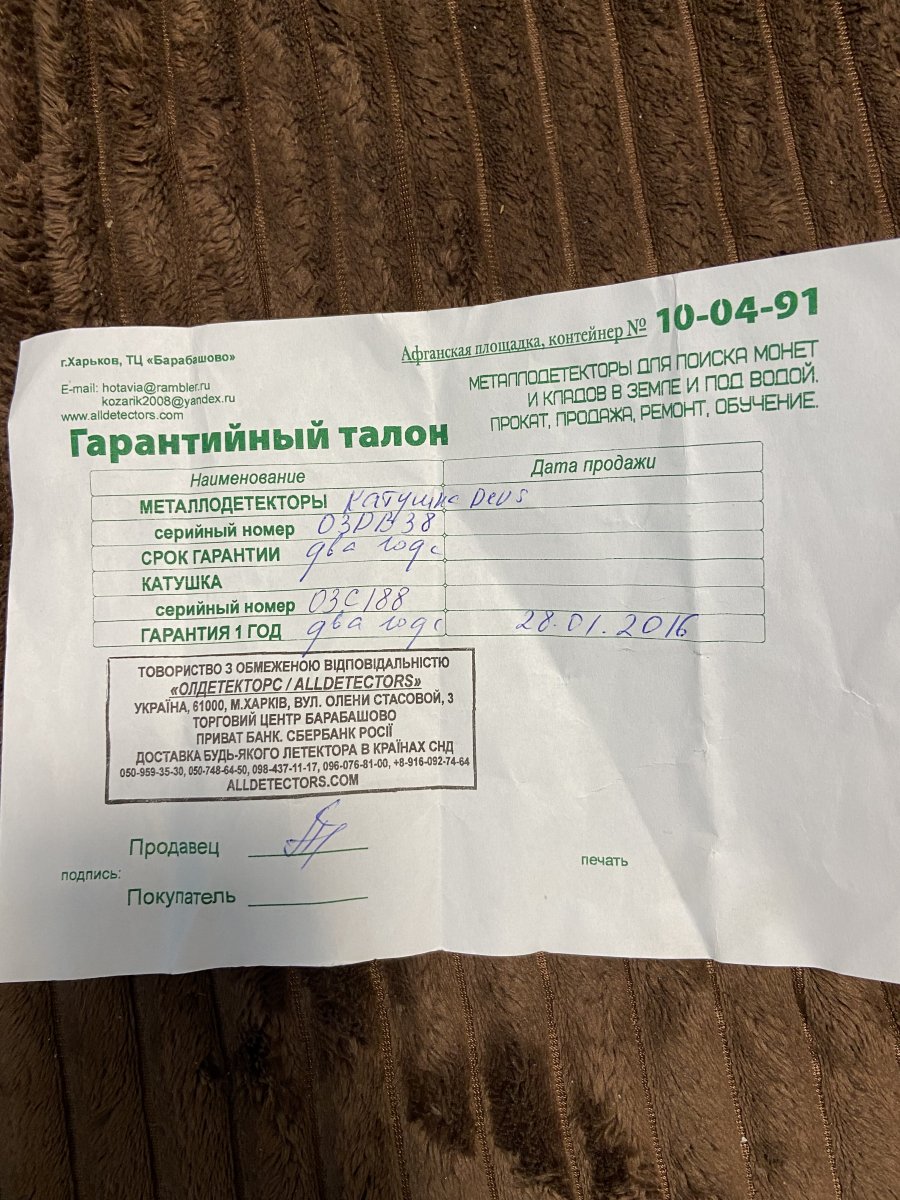 г.Харьков, ТЦ «Барабашово»
Афганская площадка, контейнер № 10-04-91
E-mail: hotavia@rambler.ru
kozarik2008@yandex.ru
www.alldetectors.com
МЕТАЛЛОДЕТЕКТОРЫ ДЛЯ ПОИСКА МОНЕТ
И КЛАДОВ В ЗЕМЛЕ И ПОД ВОДОЙ.
ПРОКАТ, ПРОДАЖА, РЕМОНТ, ОБУЧЕНИЕ.
Гарантийный талон
Наименование Дата продажи
МЕТАЛЛОДЕТЕКТОРЫ катушка Deus
серийный номер 03DB38
СРОК ГАРАНТИИ два года
КАТУШКА
серийный номер 03C188
ГАРАНТИЯ 1 ГОД два года 28.01.2016
ТОВОРИСТВО З ОБМЕЖЕНОЮ ВІДПОВІДАЛЬНІСТЮ
«ОЛДЕТЕКТОРС / ALLDETECTORS»
УКРАЇНА, 61000, М.ХАРКІВ, ВУЛ. ОЛЕНИ СТАСОВОЙ, 3
ТОРГОВИЙ ЦЕНТР БАРАБАШОВО
ПРИВАТ БАНК. СБЕРБАНК РОСІЇ
ДОСТАВКА БУДЬ-ЯКОГО ЛЕТЕКТОРА В КРАЇНАХ СНД
050-959-35-30, 050-748-64-50, 098-437-11-17, 096-076-81-00, +8-916-092-74-64
ALLDETECTORS.COM
Продавец
печать
подпись:
Покупатель